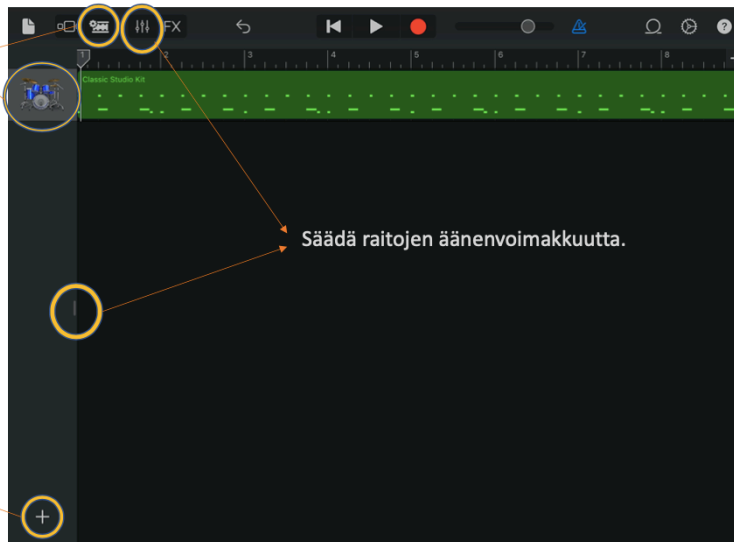 FX
1 2 3 4 5 6 7 8
Classic Studio Kit
Säädä raitojen äänenvoimakkuutta.